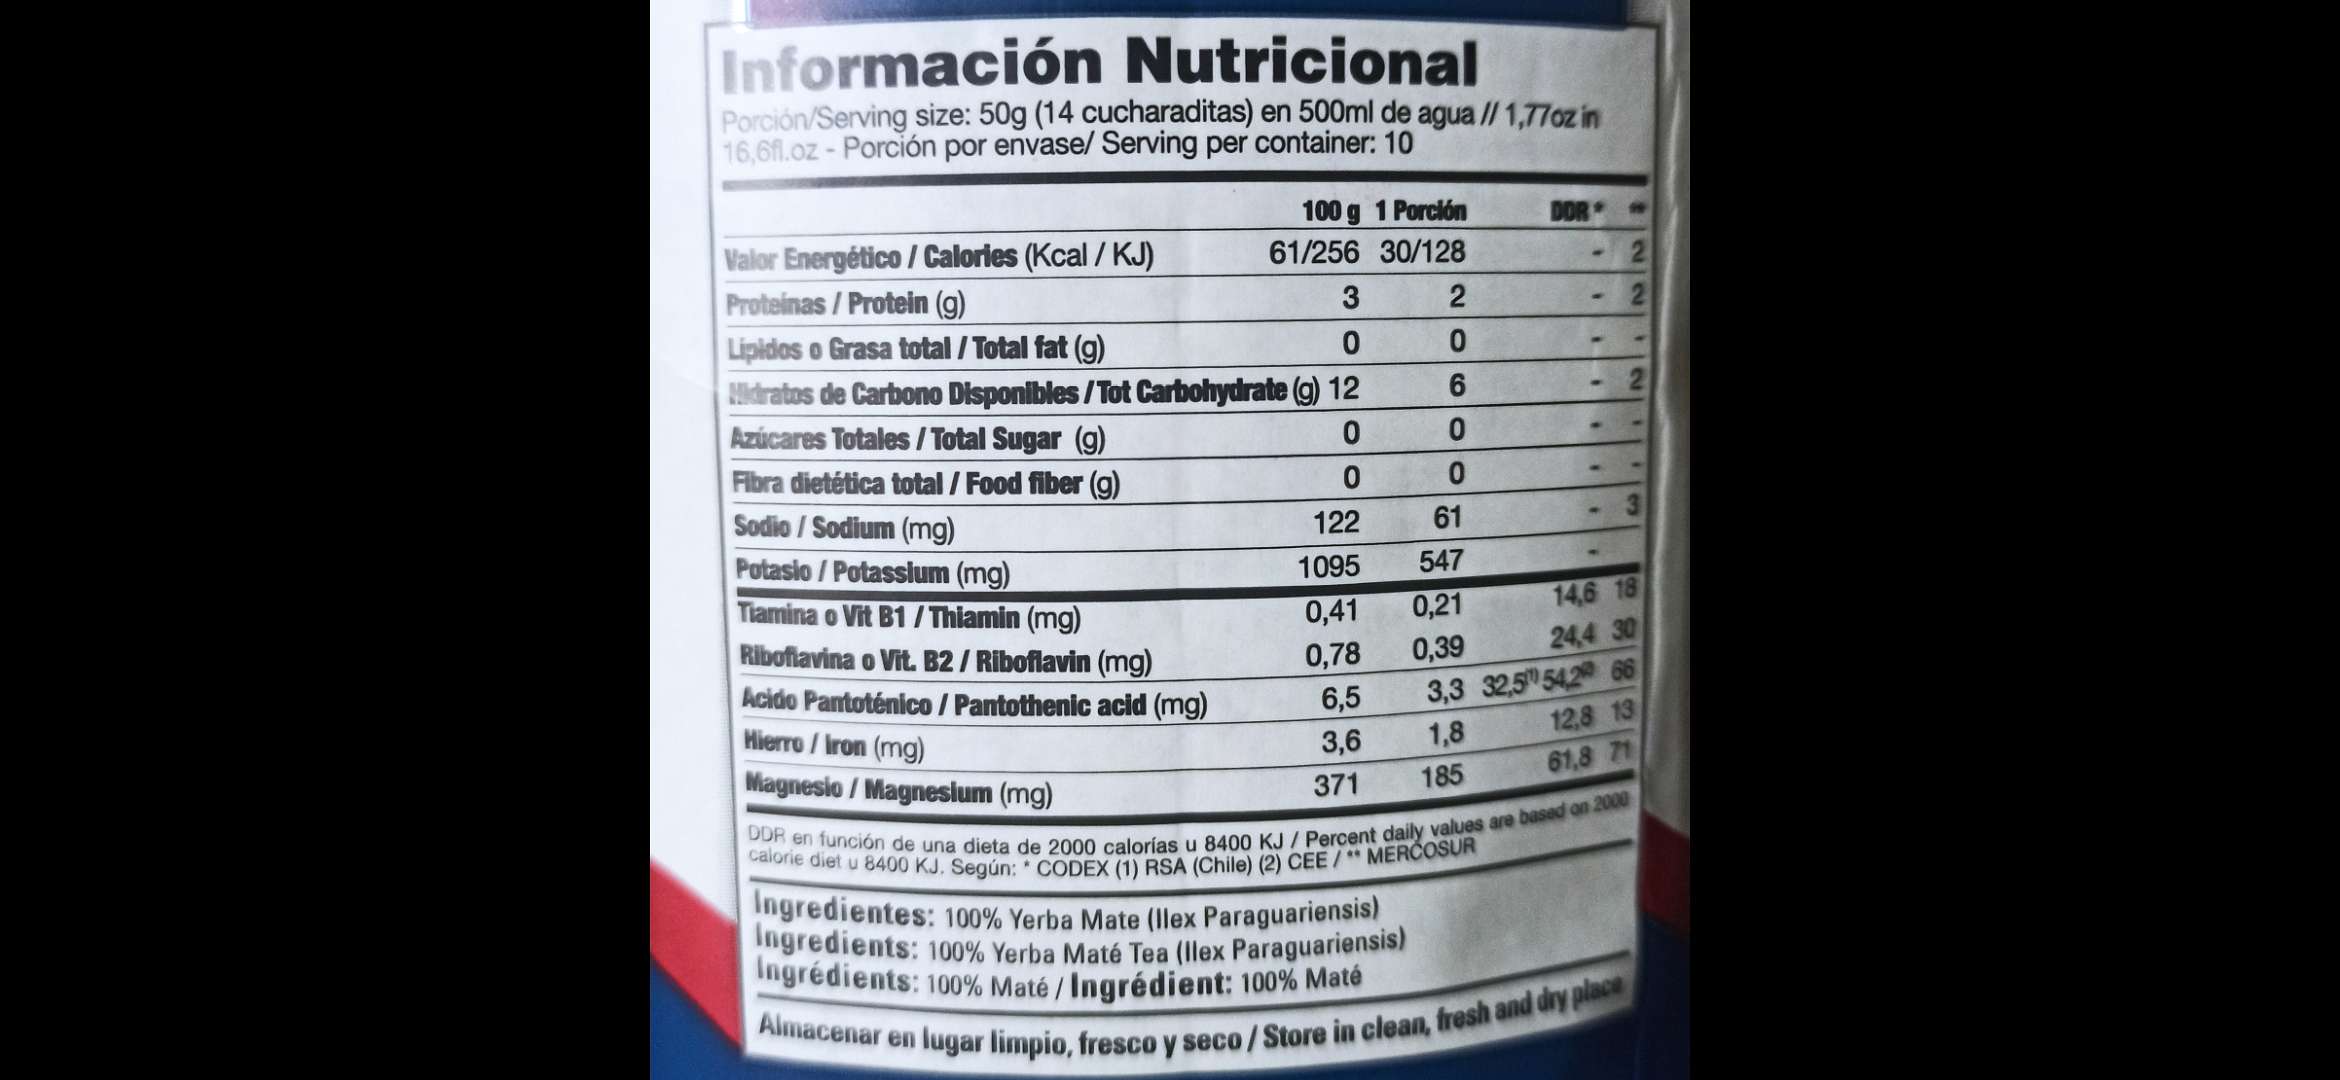 Información Nutricional
Porción/Serving size: 50g (14 cucharaditas) en 500ml de agua // 1,77oz in
16,6fl.oz - Porción por envase/ Serving per container: 10
100 g 1 Porción DDR * **
Valor Energético / Calories (Kcal / KJ) 61/256 30/128 - 2
Proteínas / Protein (g) 3 2 - 2
Lípidos o Grasa total / Total fat (g) 0 0 - -
Hidratos de Carbono Disponibles / Tot Carbohydrate (g) 12 6 - 2
Azúcares Totales / Total Sugar (g) 0 0 - -
Fibra dietética total / Food fiber (g) 0 0 - -
Sodio / Sodium (mg) 122 61 - 3
Potasio / Potassium (mg) 1095 547 -
Tiamina o Vit B1 / Thiamin (mg) 0,41 0,21 14,6 18
Riboflavina o Vit. B2 / Riboflavin (mg) 0,78 0,39 24,4 30
Acido Pantoténico / Pantothenic acid (mg) 6,5 3,3 32,5(1) 54,2(2) 66
Hierro / Iron (mg) 3,6 1,8 12,8 13
Magnesio / Magnesium (mg) 371 185 61,8 71
DDR en función de una dieta de 2000 calorías u 8400 KJ / Percent daily values are based on 2000
calorie diet u 8400 KJ. Según: * CODEX (1) RSA (Chile) (2) CEE / ** MERCOSUR
Ingredientes: 100% Yerba Mate (Ilex Paraguariensis)
Ingredients: 100% Yerba Maté Tea (Ilex Paraguariensis)
Ingrédients: 100% Maté / Ingrédient: 100% Maté
Almacenar en lugar limpio, fresco y seco / Store in clean, fresh and dry place